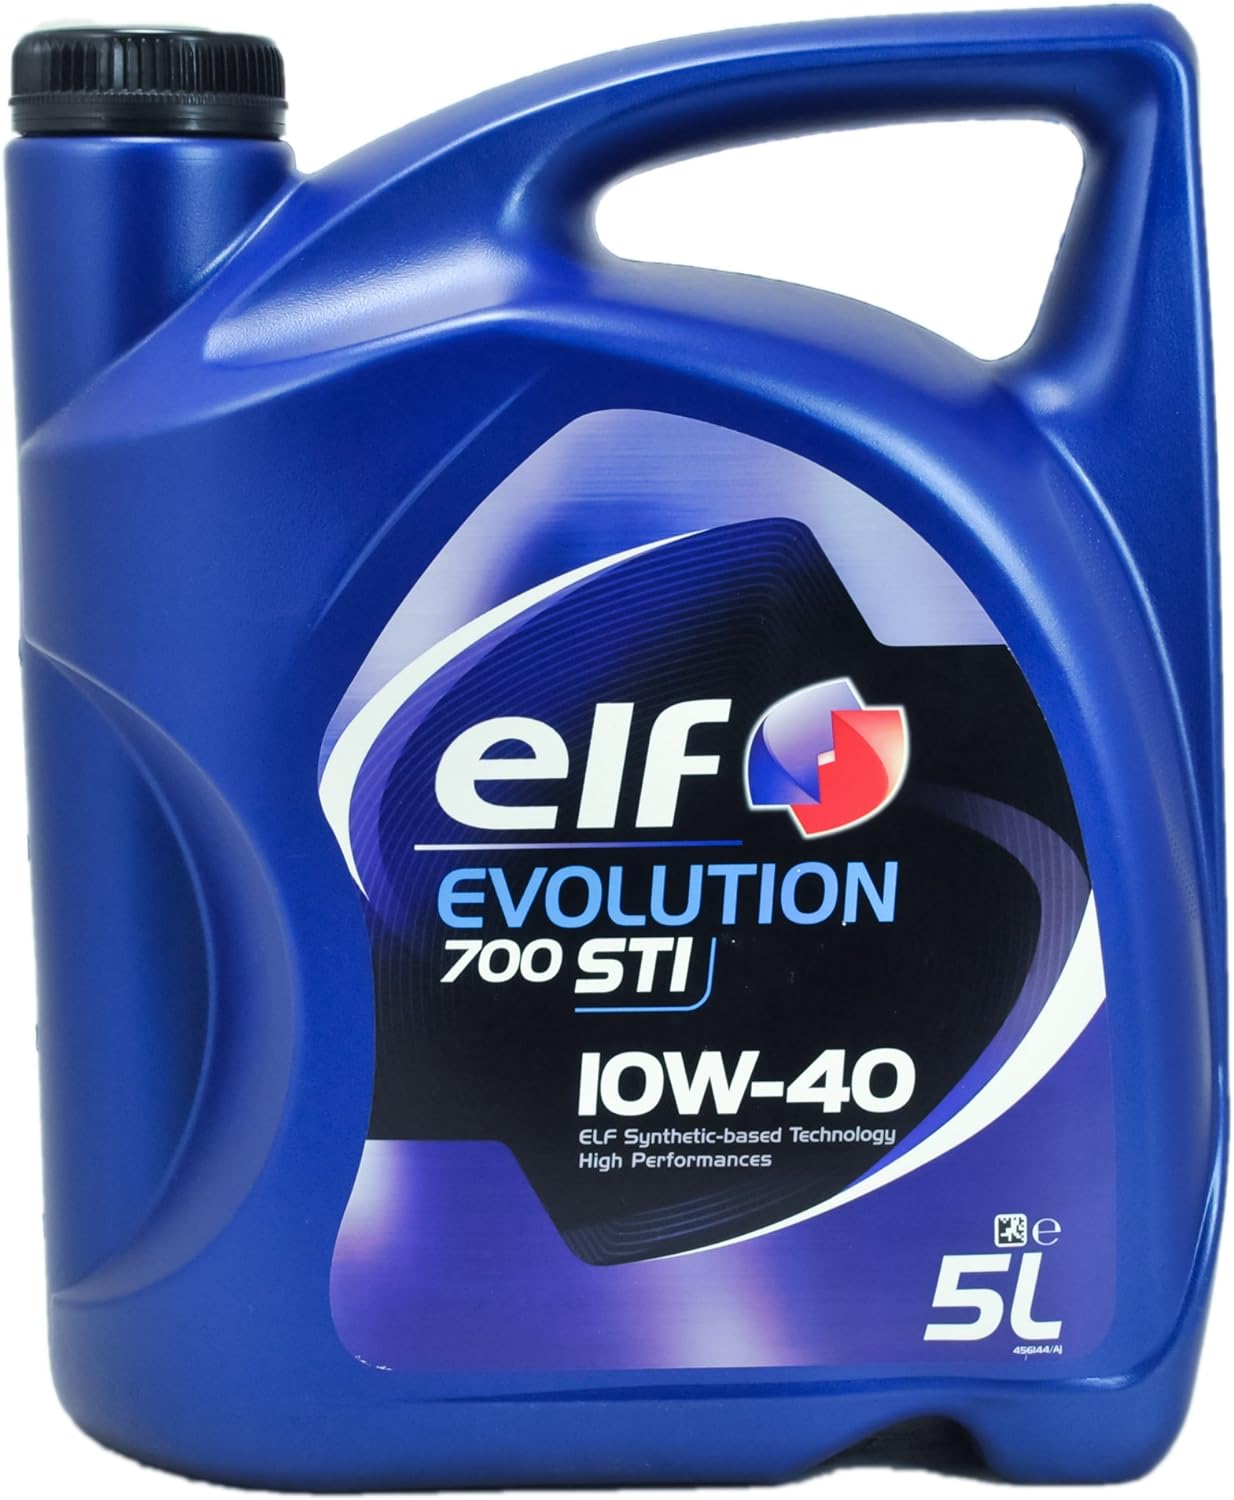 elf
EVOLUTION
700 STI
10W-40
ELF Synthetic-based Technology
High Performances
e
5L
456144/AJ